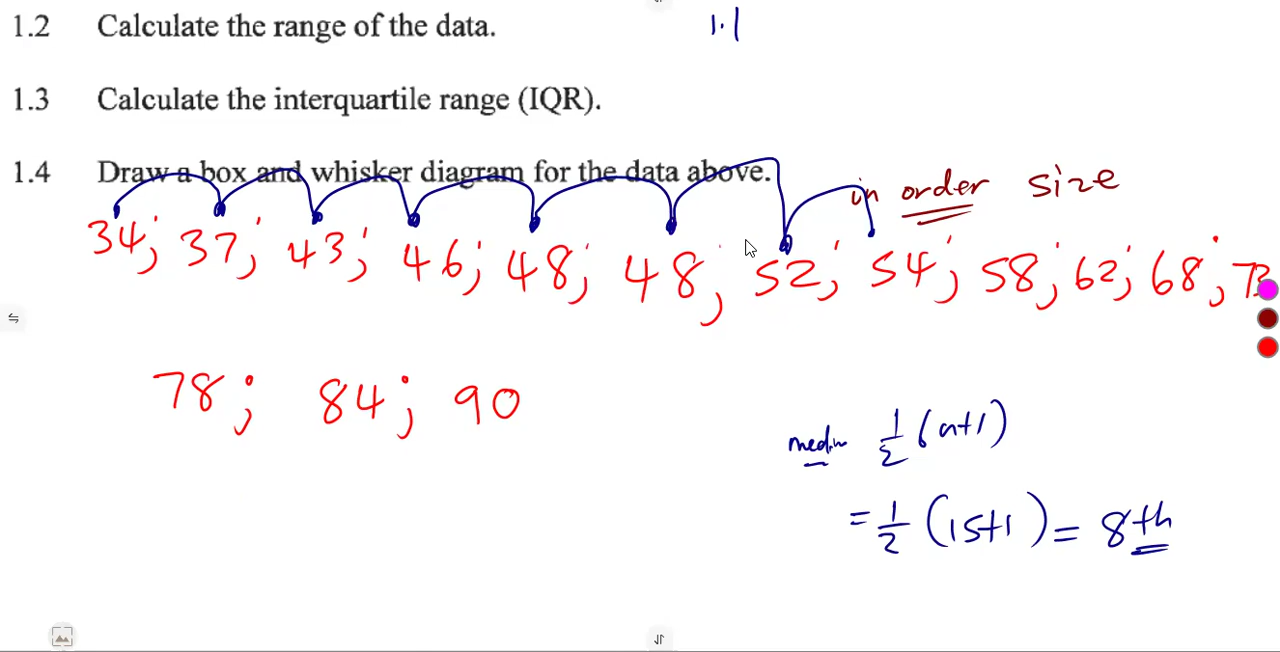 1.2 Calculate the range of the data. 1.1
1.3 Calculate the interquartile range (IQR).
1.4 Draw a box and whisker diagram for the data above.
in order size
34; 37; 43; 46; 48; 48; 52; 54; 58; 62; 68;
78; 84; 90
median 1/2 (n+1)
= 1/2 (15+1) = 8th